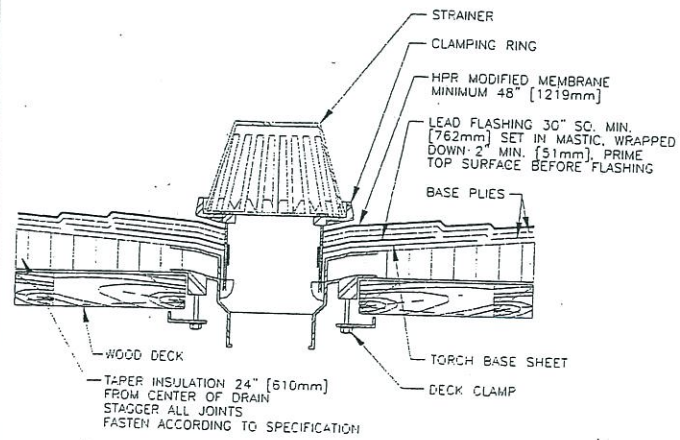 STRAINER
CLAMPING RING
HPR MODIFIED MEMBRANE
MINIMUM 48" [1219mm]
LEAD FLASHING 30" SQ. MIN.
[762mm] SET IN MASTIC, WRAPPED
DOWN 2" MIN. [51mm], PRIME
TOP SURFACE BEFORE FLASHING
BASE PLIES
WOOD DECK
TORCH BASE SHEET
TAPER INSULATION 24" [610mm]
FROM CENTER OF DRAIN
STAGGER ALL JOINTS
FASTEN ACCORDING TO SPECIFICATION
DECK CLAMP